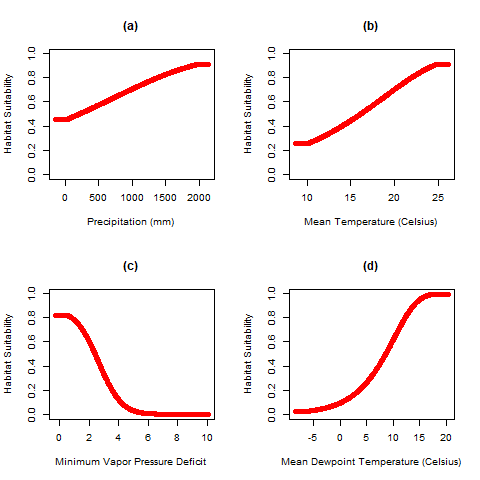 (a)
Habitat Suitability
1.0
0.8
0.6
0.4
0.2
0.0
0 500 1000 1500 2000
Precipitation (mm)
(b)
Habitat Suitability
1.0
0.8
0.6
0.4
0.2
0.0
10 15 20 25
Mean Temperature (Celsius)
(c)
Habitat Suitability
1.0
0.8
0.6
0.4
0.2
0.0
0 2 4 6 8 10
Minimum Vapor Pressure Deficit
(d)
Habitat Suitability
1.0
0.8
0.6
0.4
0.2
0.0
-5 0 5 10 15 20
Mean Dewpoint Temperature (Celsius)